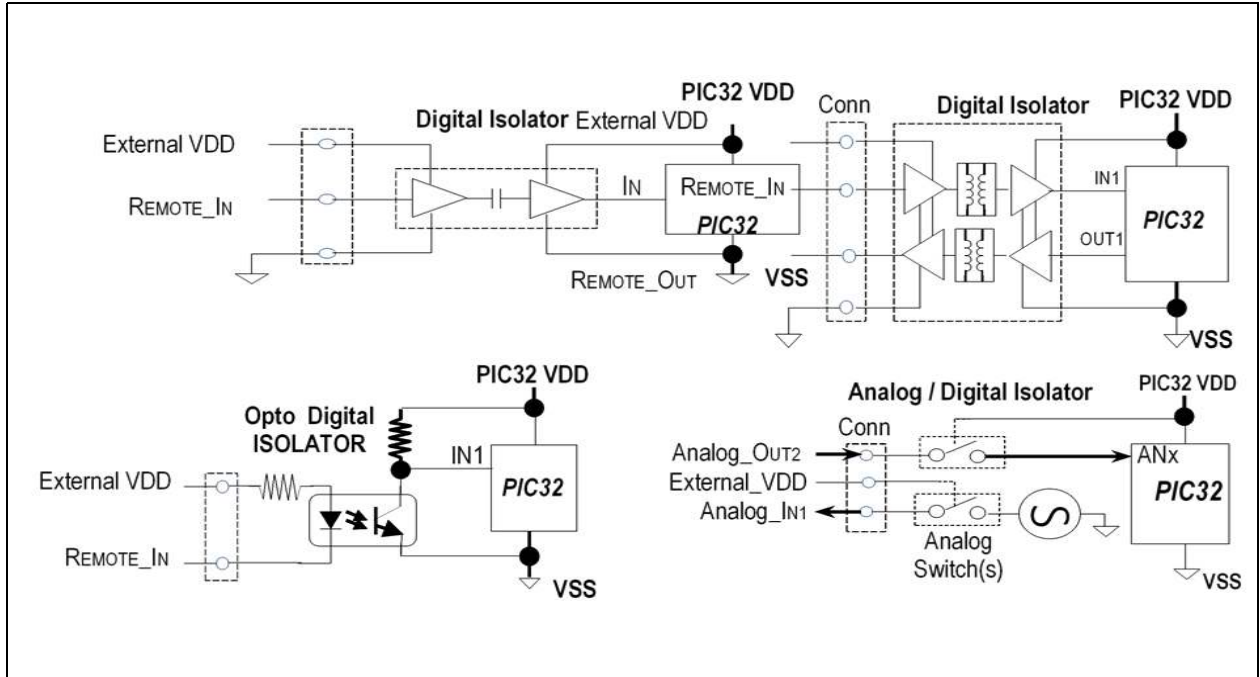 PIC32 VDD
Digital Isolator External VDD
External VDD
REMOTE_IN
IN
REMOTE_IN
PIC32
REMOTE_OUT
VSS
Conn
Digital Isolator
PIC32 VDD
IN1
OUT1
PIC32
VSS
PIC32 VDD
Opto Digital
ISOLATOR
IN1
External VDD
PIC32
REMOTE_IN
VSS
Analog / Digital Isolator
PIC32 VDD
Conn
Analog_OUT2
ANx
External_VDD
PIC32
Analog_IN1
Analog
Switch(s)
VSS